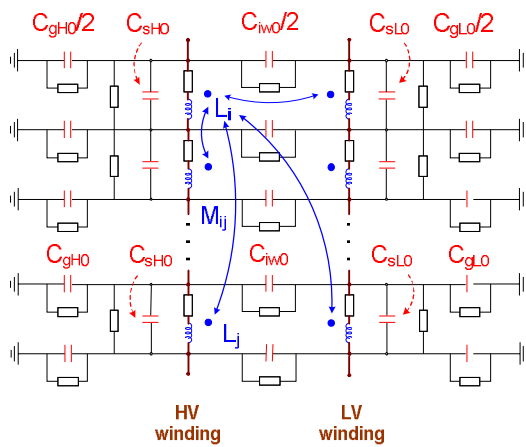 CgH0/2 CsH0 Ciw0/2 CsL0 CgL0/2
Li
Mij
CgH0 CsH0 Ciw0 CsL0 CgL0
Lj
HV winding
LV winding